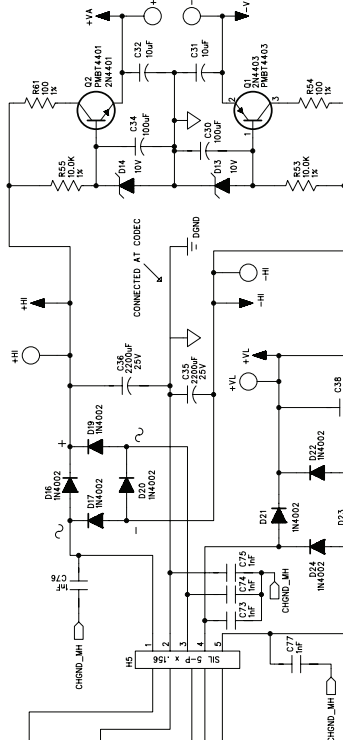 +VA
+
-
-V
C32
10uF
C31
10uF
R61
100
1%
Q2
PMBT4401
2N4401
Q1
2N4403
PMBT4403
R54
100
1%
2
3
1
C34
100uF
C30
100uF
R55
10.0K
1%
D14
10V
D13
10V
R53
10.0K
1%
CONNECTED AT CODEC
DGND
+HI
+HI
-HI
-HI
C36
2200uF
25V
C35
2200uF
25V
+VL
+VL
C38
D19
1N4002
+
D16
1N4002
D17
1N4002
D20
1N4002
-
D22
1N4002
D21
1N4002
D24
1N4002
D23
C76
1nF
CHGND_MH
C75
1nF
C74
1nF
C73
1nF
CHGND_MH
H5
SIL 5-P x .156
1
2
3
4
5
C77
1nF
CHGND_MH